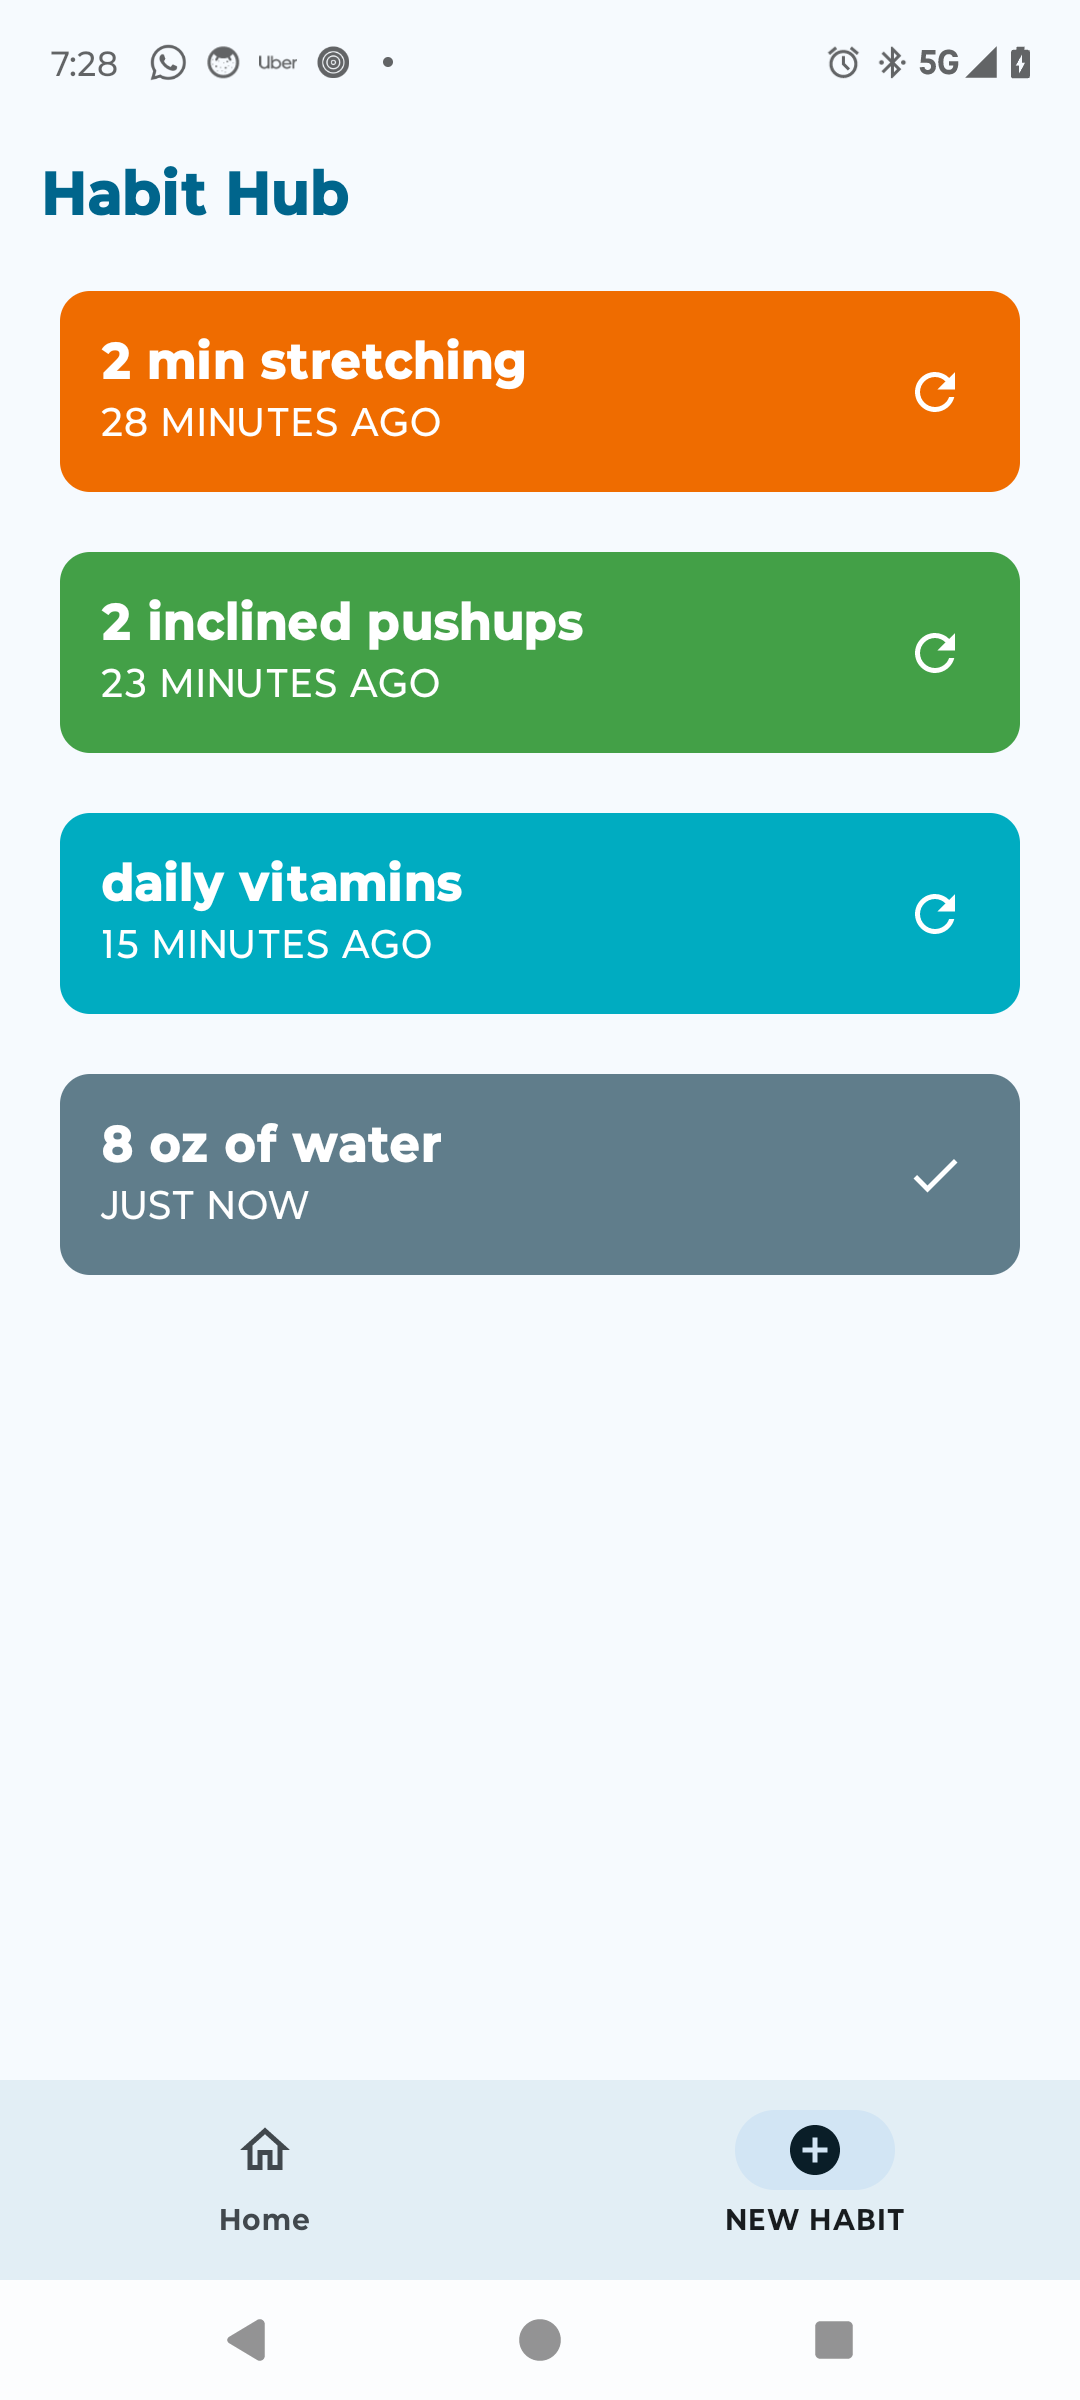 7:28 Uber 5G
Habit Hub
2 min stretching
28 MINUTES AGO
2 inclined pushups
23 MINUTES AGO
daily vitamins
15 MINUTES AGO
8 oz of water
JUST NOW
Home NEW HABIT